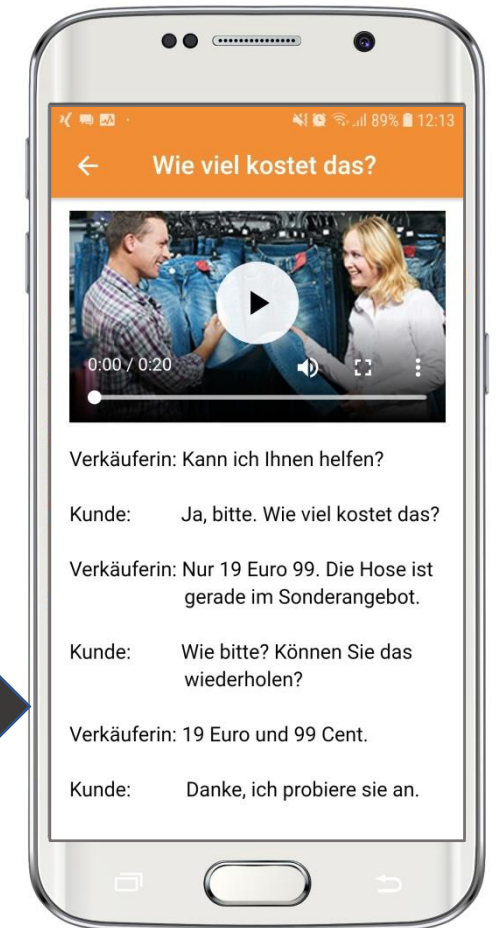 89% 12:13
Wie viel kostet das?
0:00 / 0:20
Verkäuferin: Kann ich Ihnen helfen?
Kunde: Ja, bitte. Wie viel kostet das?
Verkäuferin: Nur 19 Euro 99. Die Hose ist
gerade im Sonderangebot.
Kunde: Wie bitte? Können Sie das
wiederholen?
Verkäuferin: 19 Euro und 99 Cent.
Kunde: Danke, ich probiere sie an.